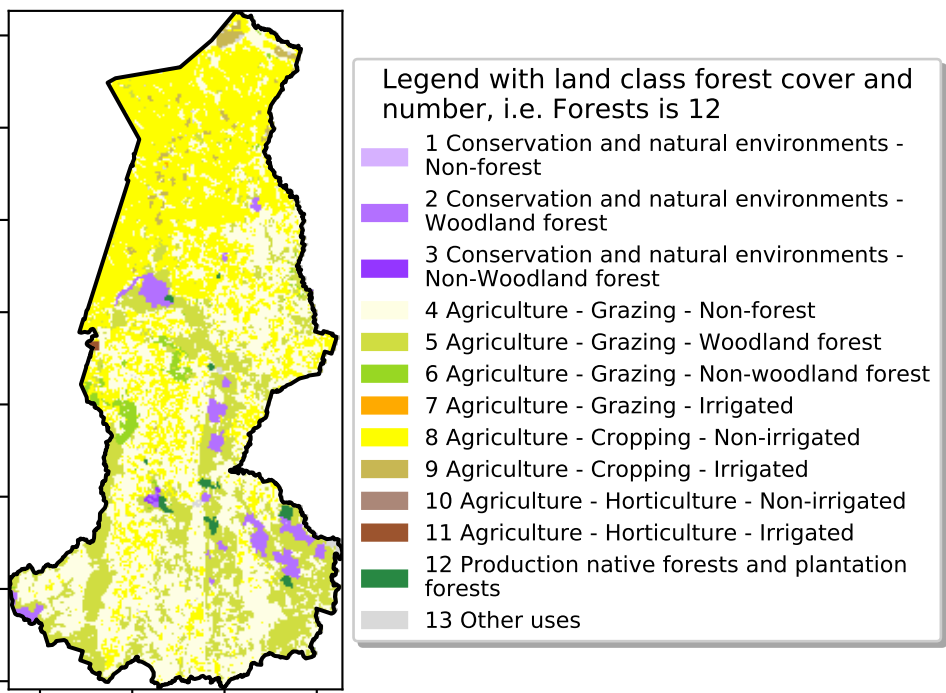 Legend with land class forest cover and
number, i.e. Forests is 12
1 Conservation and natural environments -
Non-forest
2 Conservation and natural environments -
Woodland forest
3 Conservation and natural environments -
Non-Woodland forest
4 Agriculture - Grazing - Non-forest
5 Agriculture - Grazing - Woodland forest
6 Agriculture - Grazing - Non-woodland forest
7 Agriculture - Grazing - Irrigated
8 Agriculture - Cropping - Non-irrigated
9 Agriculture - Cropping - Irrigated
10 Agriculture - Horticulture - Non-irrigated
11 Agriculture - Horticulture - Irrigated
12 Production native forests and plantation
forests
13 Other uses